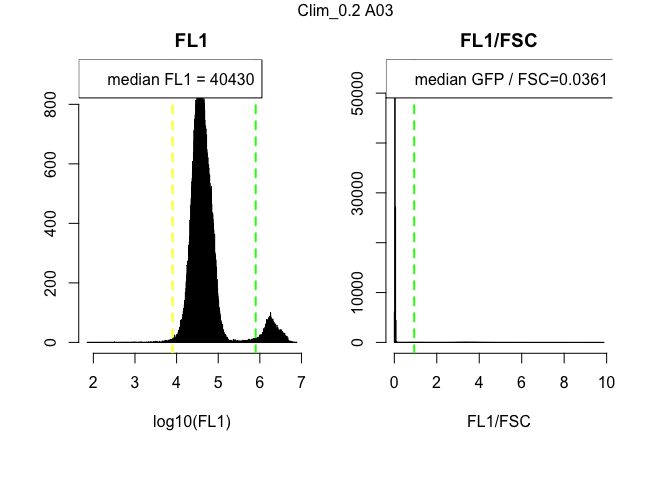 Clim_0.2 A03
FL1
median FL1 = 40430
800
600
400
200
0
2 3 4 5 6 7
log10(FL1)
FL1/FSC
median GFP / FSC=0.0361
50000
30000
10000
0
0 2 4 6 8 10
FL1/FSC